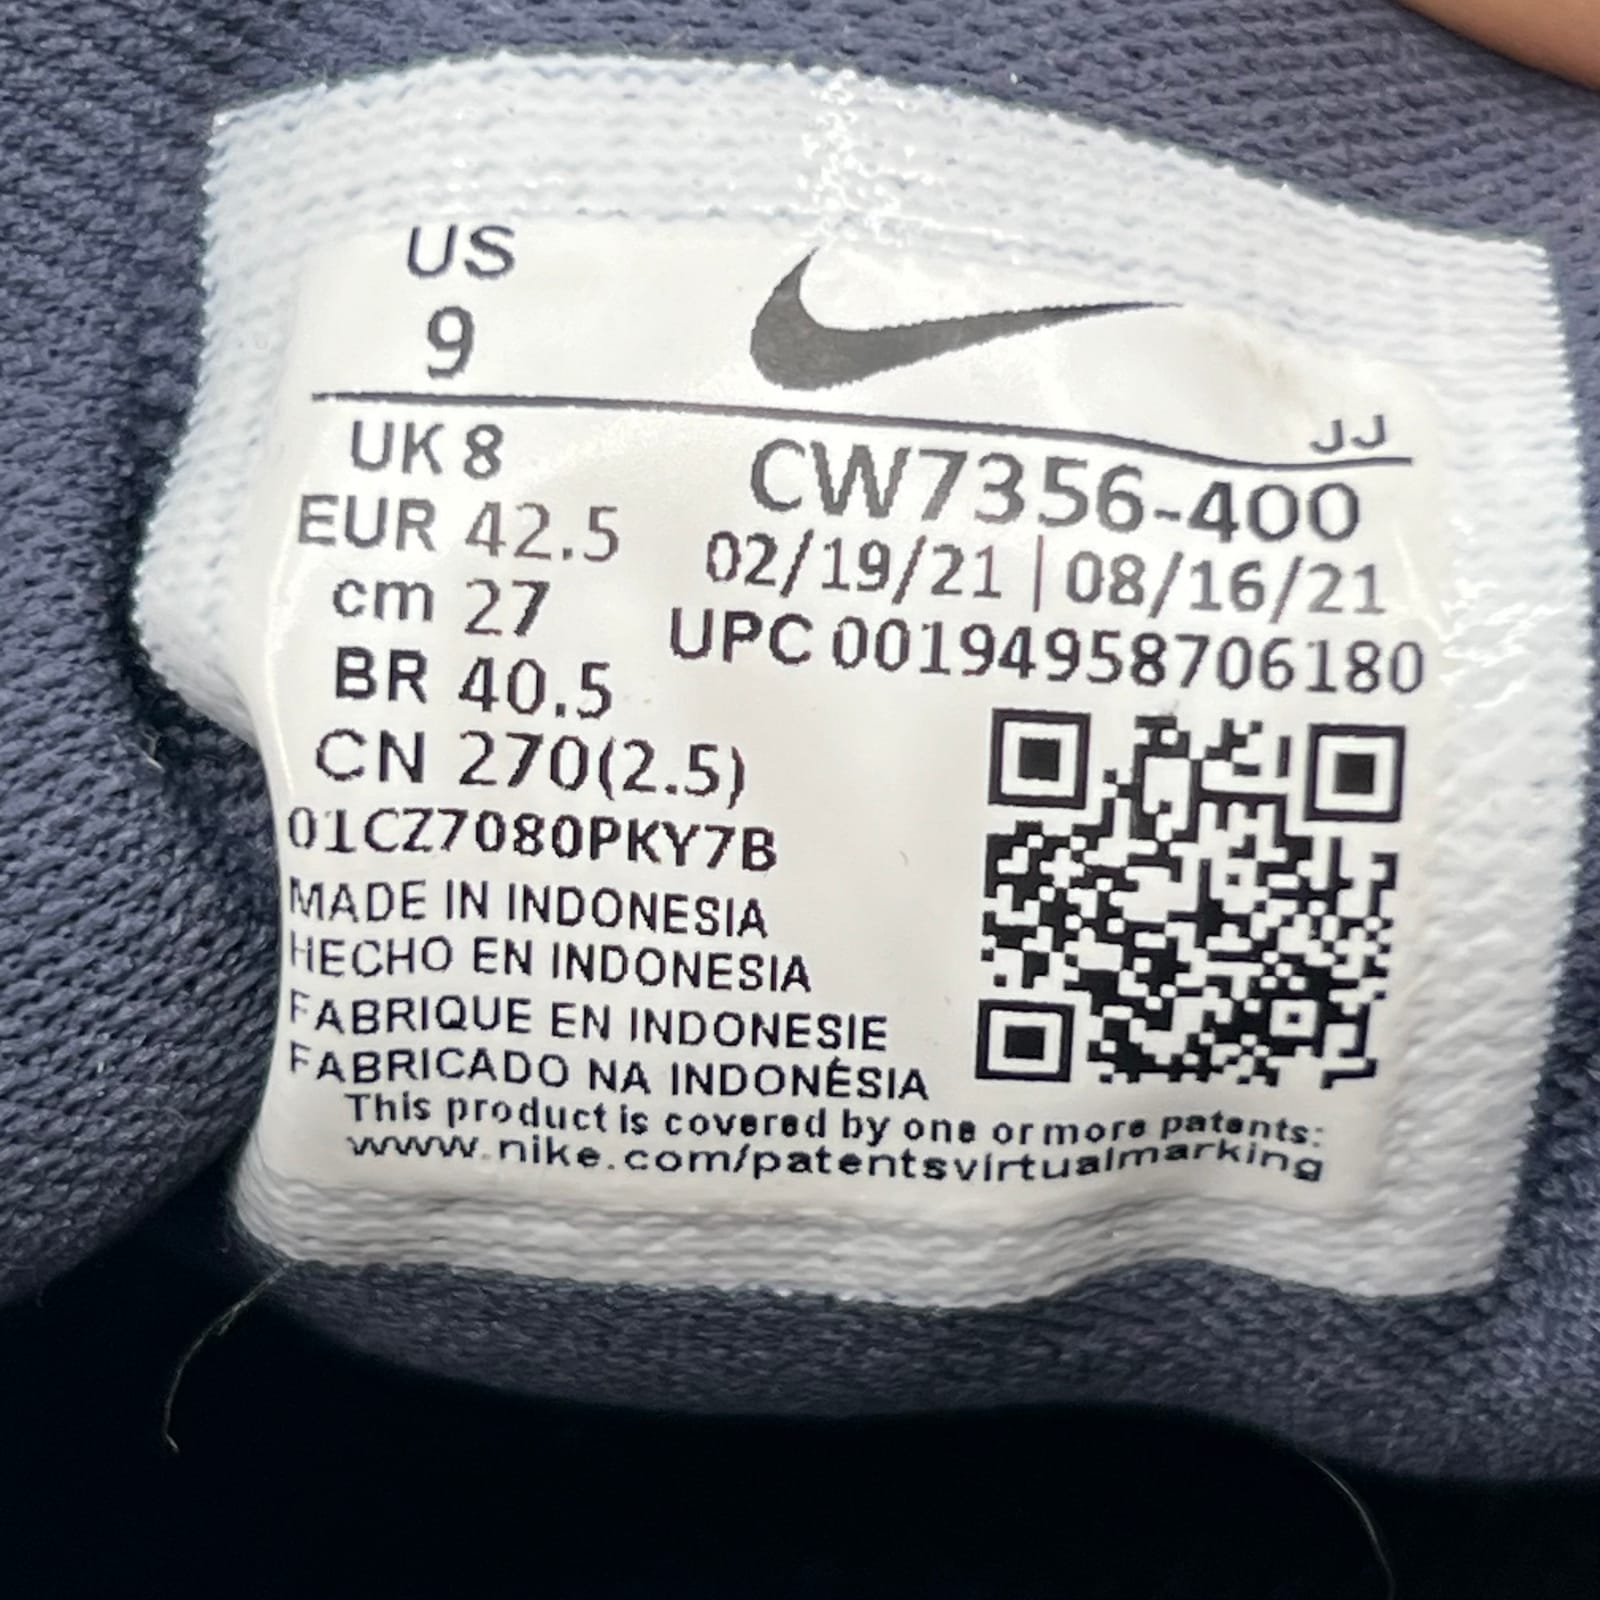 US
9
JJ
UK 8
EUR 42.5
cm 27
BR 40.5
CN 270(2.5)
CW7356-400
02/19/21 | 08/16/21
UPC 00194958706180
01CZ7080PKY7B
MADE IN INDONESIA
HECHO EN INDONESIA
FABRIQUE EN INDONESIE
FABRICADO NA INDONÉSIA
This product is covered by one or more patents:
www.nike.com/patentsvirtualmarking